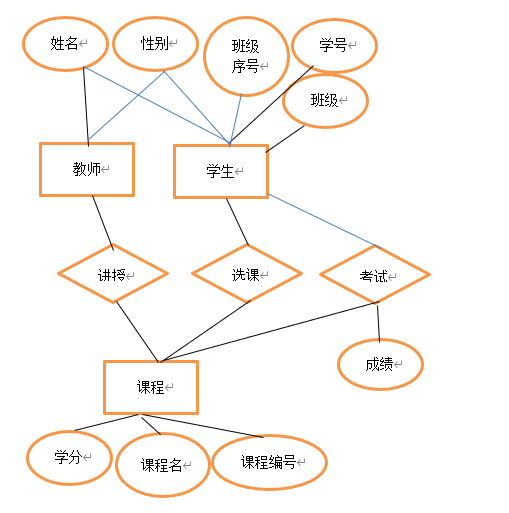 姓名
性别
班级
序号
学号
班级
教师
学生
讲授
选课
考试
成绩
课程
学分
课程名
课程编号